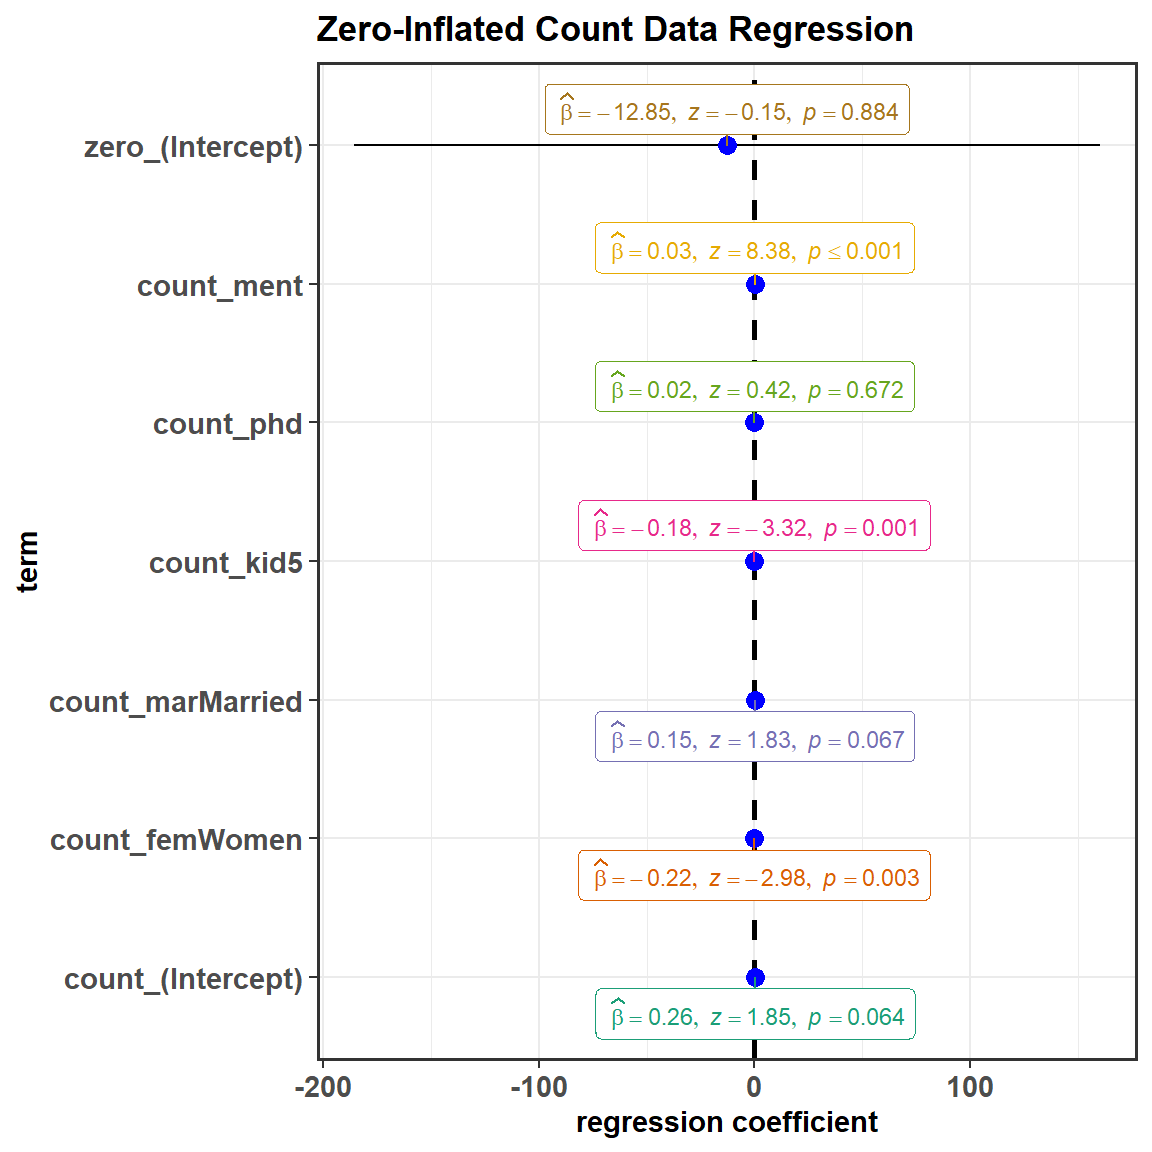 Zero-Inflated Count Data Regression
β̂ = −12.85, z = −0.15, p = 0.884
zero_(Intercept)
β̂ = 0.03, z = 8.38, p ≤ 0.001
count_ment
β̂ = 0.02, z = 0.42, p = 0.672
count_phd
β̂ = −0.18, z = −3.32, p = 0.001
count_kid5
term
count_marMarried
β̂ = 0.15, z = 1.83, p = 0.067
count_femWomen
β̂ = −0.22, z = −2.98, p = 0.003
count_(Intercept)
β̂ = 0.26, z = 1.85, p = 0.064
-200 -100 0 100
regression coefficient